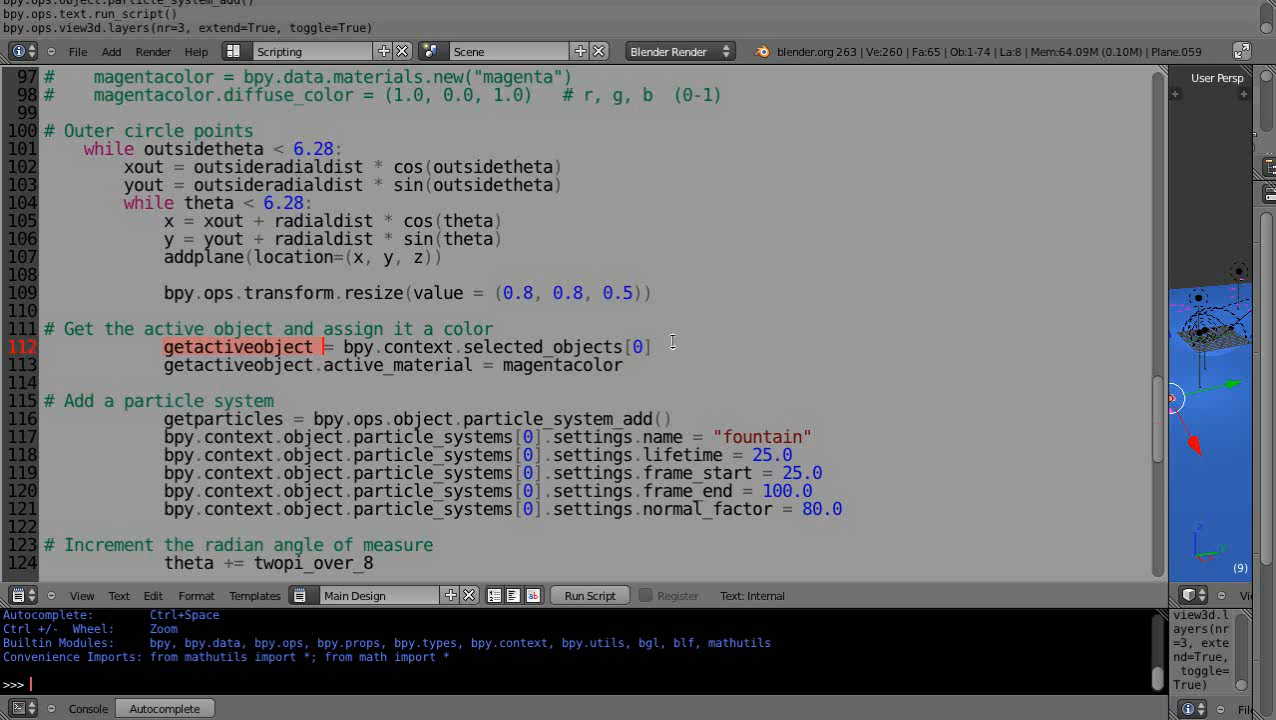 bpy.ops.object.particle_system_add()
bpy.ops.text.run_script()
bpy.ops.view3d.layers(nr=3, extend=True, toggle=True)
File Add Render Help Scripting Scene Blender Render blender.org 263 | Ve:260 | Fa:65 | Ob:1-74 | La:8 | Mem:64.09M (0.10M) | Plane.059
97 #    magentacolor = bpy.data.materials.new("magenta")
98 #    magentacolor.diffuse_color = (1.0, 0.0, 1.0)   # r, g, b  (0-1)
99
100 # Outer circle points
101     while outsidetheta < 6.28:
102         xout = outsideradialdist * cos(outsidetheta)
103         yout = outsideradialdist * sin(outsidetheta)
104         while theta < 6.28:
105             x = xout + radialdist * cos(theta)
106             y = yout + radialdist * sin(theta)
107             addplane(location=(x, y, z))
108
109             bpy.ops.transform.resize(value = (0.8, 0.8, 0.5))
110
111 # Get the active object and assign it a color
112             getactiveobject = bpy.context.selected_objects[0]
113             getactiveobject.active_material = magentacolor
114
115 # Add a particle system
116             getparticles = bpy.ops.object.particle_system_add()
117             bpy.context.object.particle_systems[0].settings.name = "fountain"
118             bpy.context.object.particle_systems[0].settings.lifetime = 25.0
119             bpy.context.object.particle_systems[0].settings.frame_start = 25.0
120             bpy.context.object.particle_systems[0].settings.frame_end = 100.0
121             bpy.context.object.particle_systems[0].settings.normal_factor = 80.0
122
123 # Increment the radian angle of measure
124             theta += twopi_over_8
User Persp
z
y
(9)
View Text Edit Format Templates Main Design Run Script Register Text: Internal
Autocomplete: Ctrl+Space
Ctrl +/- Wheel: Zoom
Builtin Modules: bpy, bpy.data, bpy.ops, bpy.props, bpy.types, bpy.context, bpy.utils, bgl, blf, mathutils
Convenience Imports: from mathutils import *; from math import *
>>>
Console Autocomplete
Vi
view3d.l
ayers(nr
=3, exte
nd=True,
toggle=
True)
Fil